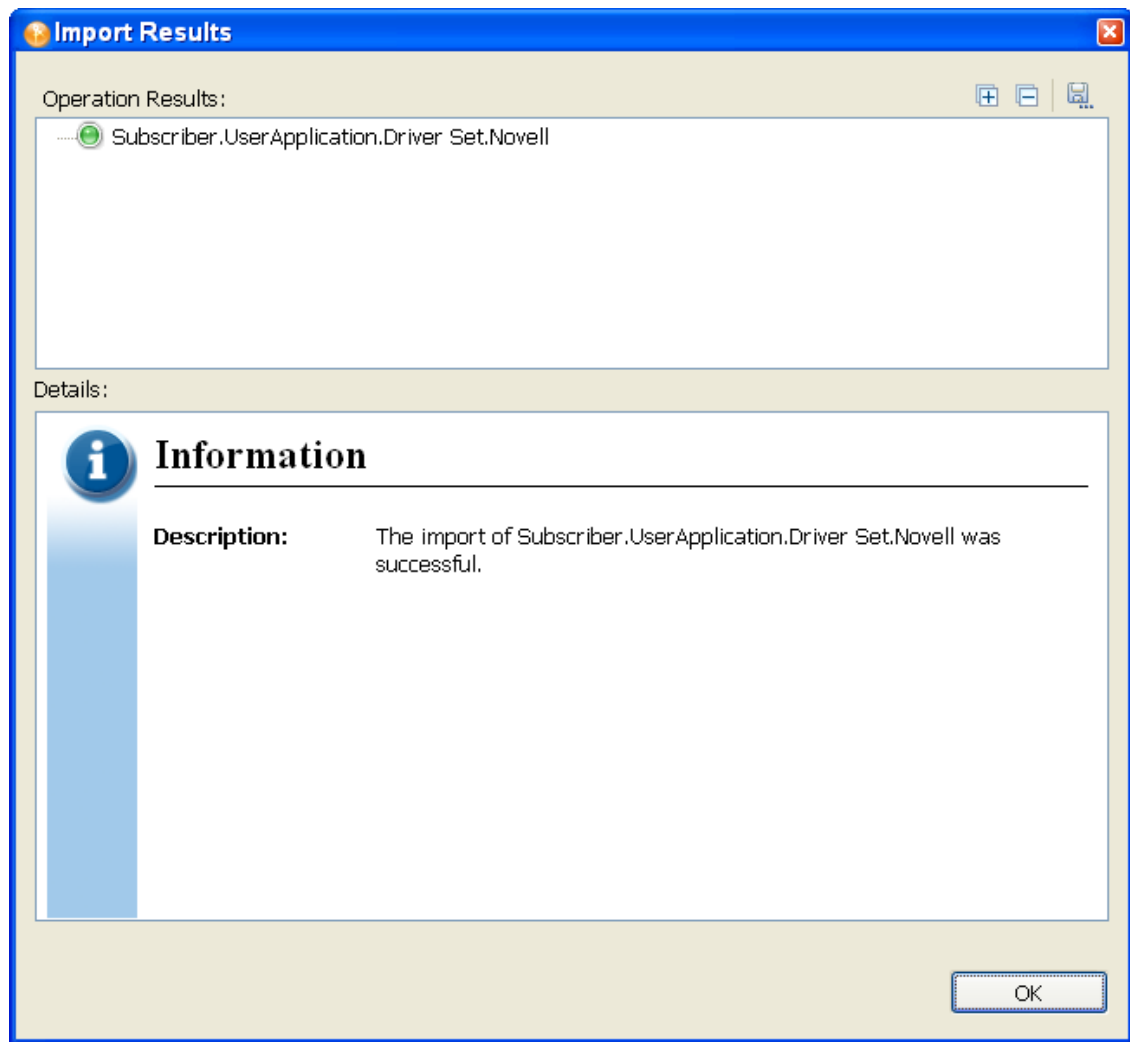 Import Results
Operation Results:
Subscriber.UserApplication.Driver Set.Novell
Details:
Information
Description: The import of Subscriber.UserApplication.Driver Set.Novell was
successful.
OK